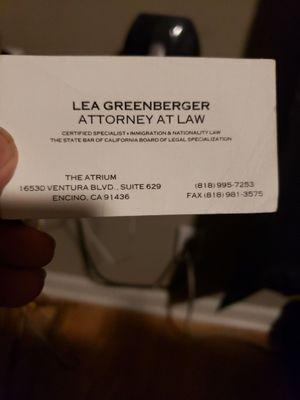 LEA GREENBERGER
ATTORNEY AT LAW
CERTIFIED SPECIALIST • IMMIGRATION & NATIONALITY LAW
THE STATE BAR OF CALIFORNIA BOARD OF LEGAL SPECIALIZATION
THE ATRIUM
16530 VENTURA BLVD., SUITE 629
ENCINO, CA 91436
(818) 995-7253
FAX (818) 981-3575